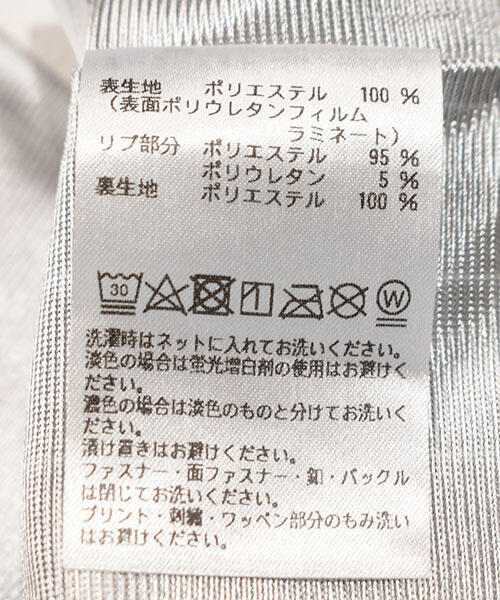 表生地 ポリエステル 100 %
(表面ポリウレタンフィルム
ラミネート)
リブ部分 ポリエステル 95 %
ポリウレタン 5 %
裏生地 ポリエステル 100 %
30 W
洗濯時はネットに入れてお洗いください。
淡色の場合は蛍光増白剤の使用はお避けく
ださい。
濃色の場合は淡色のものと分けてお洗いく
ださい。
漬け置きはお避けください。
ファスナー・面ファスナー・釦・バックル
は閉じてお洗いください。
プリント・刺繍・ワッペン部分のもみ洗い
はお避けください。